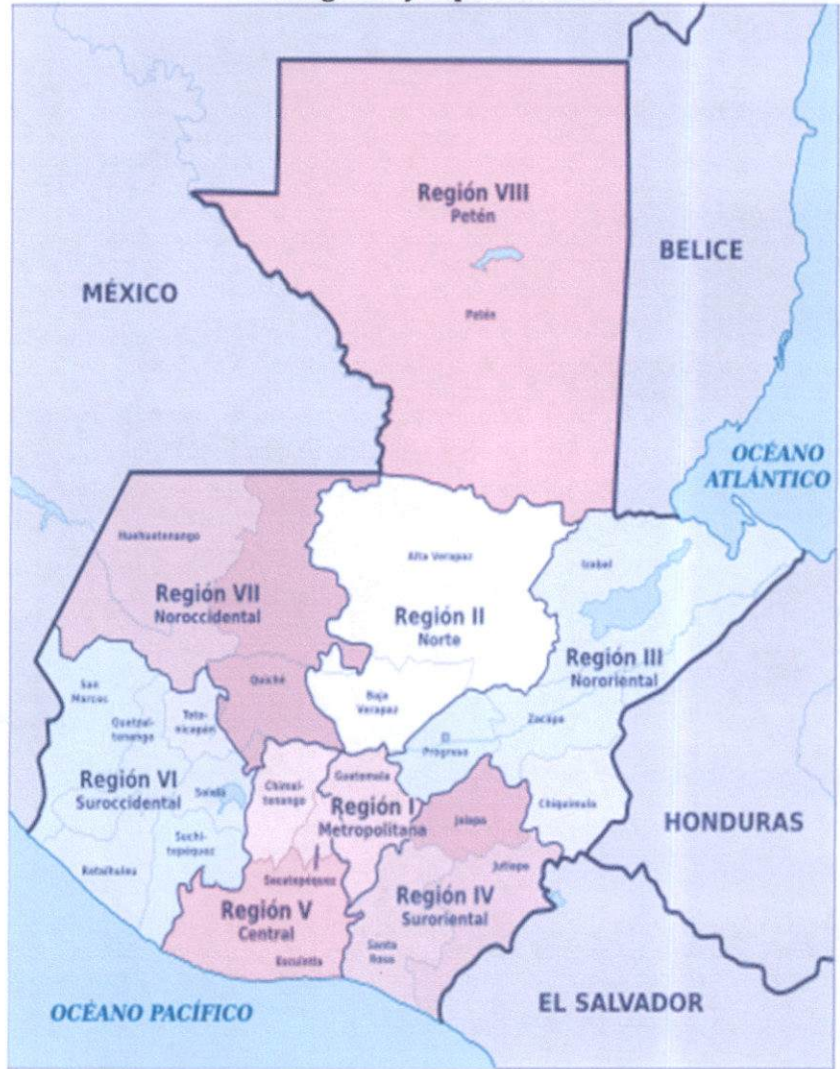 Región VIII
Petén
BELICE
MÉXICO
Petén
OCÉANO
ATLÁNTICO
Huehuetenango
Alta Verapaz
Izabal
Región VII
Noroccidental
Región II
Norte
Región III
Nororiental
Quiché
Baja
Verapaz
San
Marcos
Quetzal-
tenango
Toto-
nicapán
Zacapa
El
Progreso
Región VI
Suroccidental
Sololá
Chimal-
tenango
Guatemala
Región I
Metropolitana
Jalapa
Chiquimula
HONDURAS
Suchi-
tepéquez
Retalhuleu
Sacatepéquez
Jutiapa
Región V
Central
Región IV
Suroriental
Escuintla
Santa
Rosa
OCÉANO PACÍFICO
EL SALVADOR